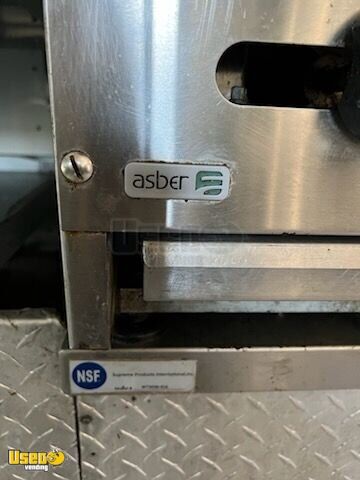 asber
NSF
Supreme Products International, Inc.
Used
vending